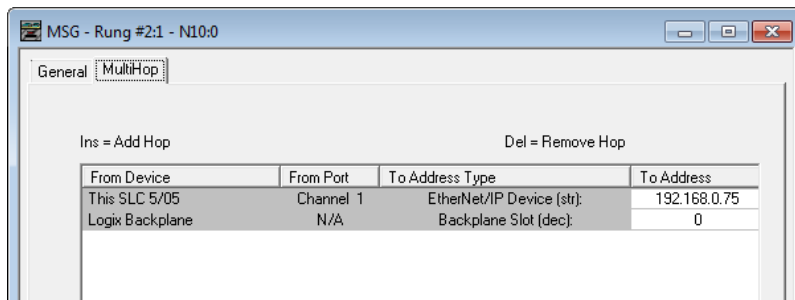 MSG - Rung #2:1 - N10:0
General MultiHop
Ins = Add Hop Del = Remove Hop
From Device From Port To Address Type To Address
This SLC 5/05 Channel 1 EtherNet/IP Device (str): 192.168.0.75
Logix Backplane N/A Backplane Slot (dec): 0